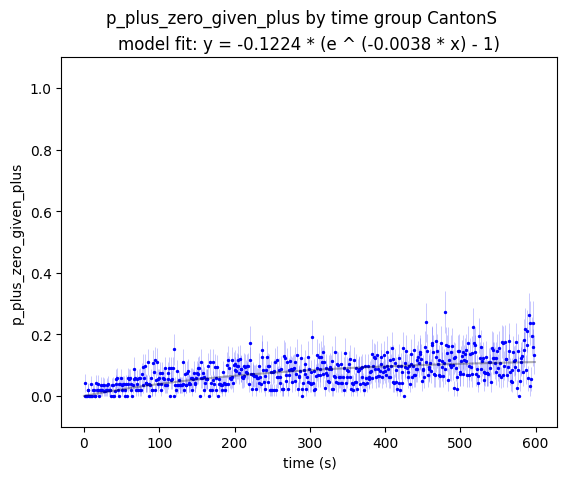 p_plus_zero_given_plus by time group CantonS
model fit: y = -0.1224 * (e ^ (-0.0038 * x) - 1)
p_plus_zero_given_plus
1.0
0.8
0.6
0.4
0.2
0.0
0 100 200 300 400 500 600
time (s)